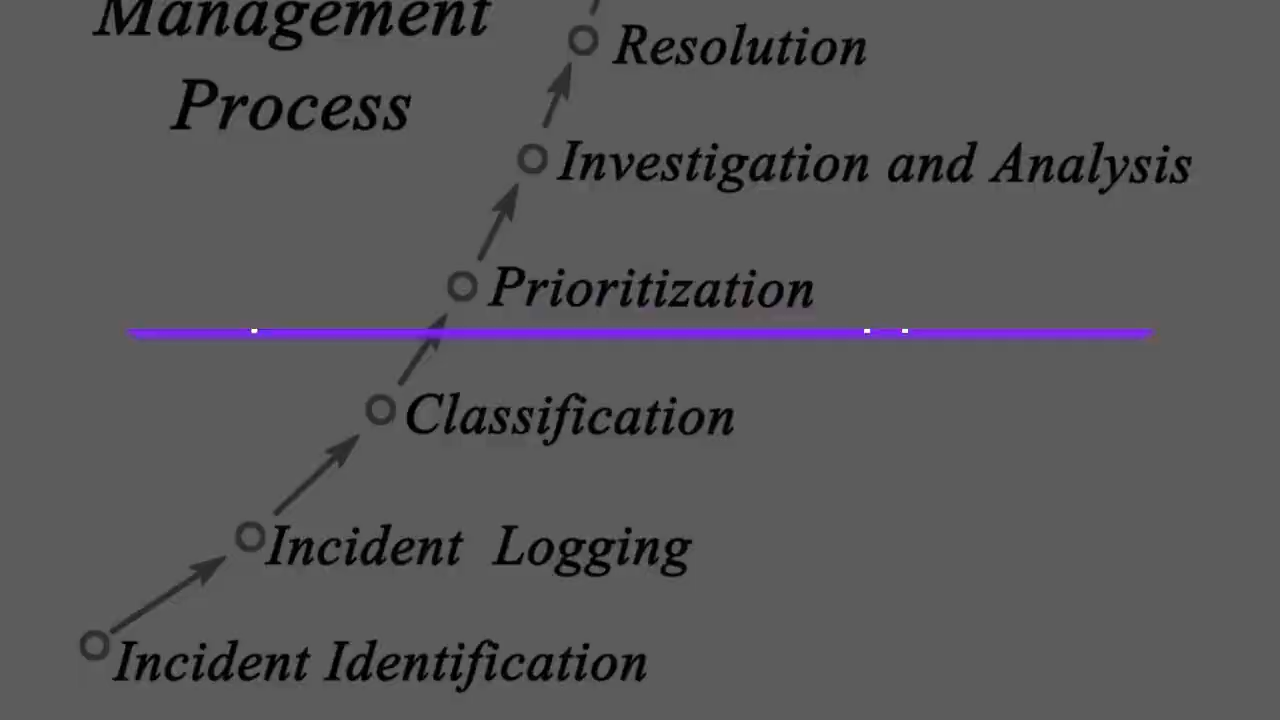 Management
Process
Resolution
Investigation and Analysis
Prioritization
Classification
Incident Logging
Incident Identification